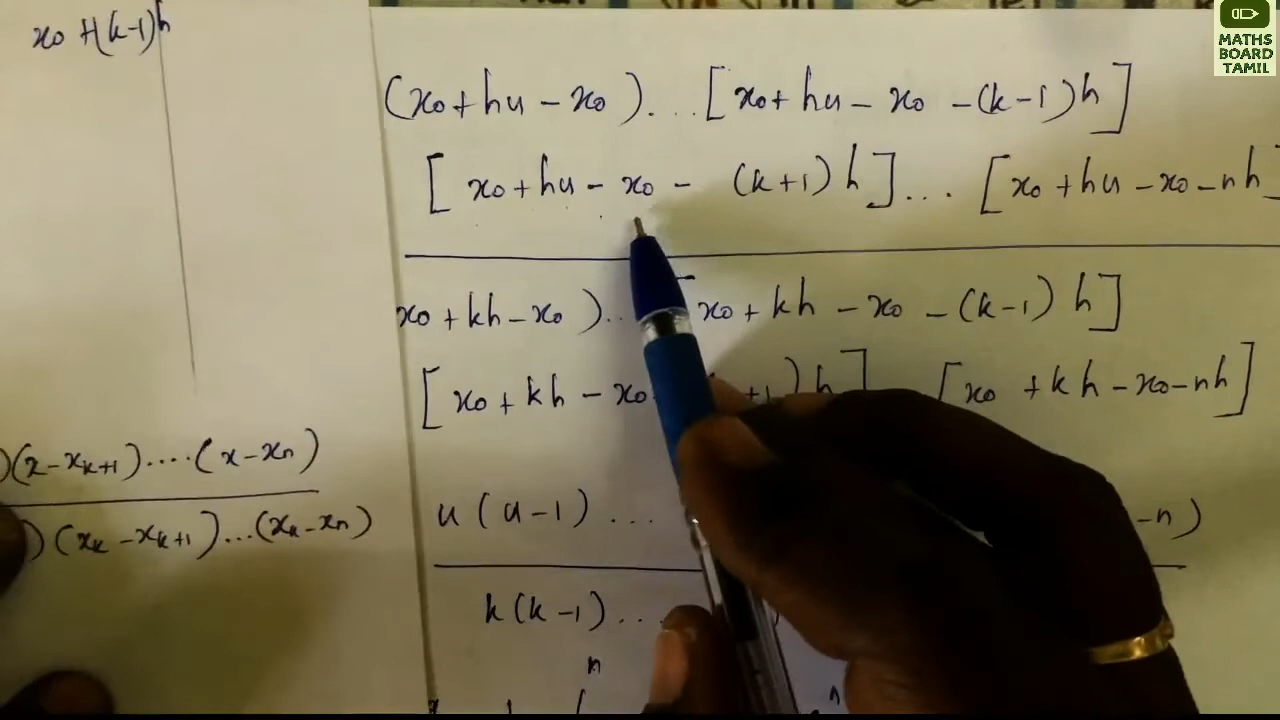 x₀ + (k-1)h
MATHS
BOARD
TAMIL
(x₀ + hu - x₀)... [x₀ + hu - x₀ - (k-1)h]
[x₀ + hu - x₀ - (k+1)h]... [x₀ + hu - x₀ - nh]
x₀ + kh - x₀)... x₀ + kh - x₀ - (k-1)h]
[x₀ + kh - x₀ +1)h] [x₀ + kh - x₀ - nh]
)(x - xₖ₊₁)....(x - xₙ)
)(xₖ - xₖ₊₁)...(xₖ - xₙ)
u(u-1)... -n)
k(k-1)...
n
n